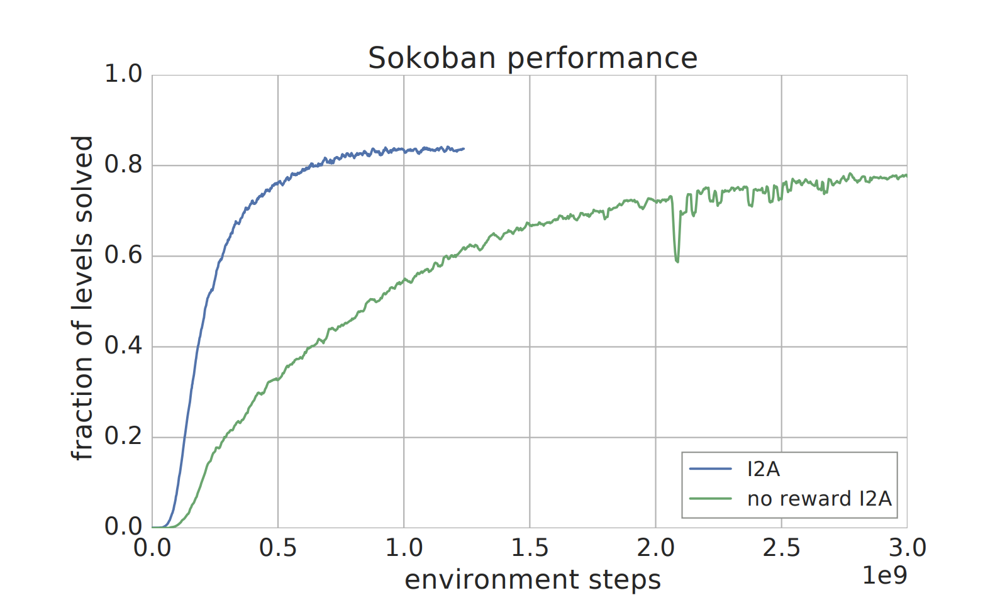 Sokoban performance
1.0
0.8
0.6
0.4
0.2
0.0
fraction of levels solved
I2A
no reward I2A
0.0 0.5 1.0 1.5 2.0 2.5 3.0
1e9
environment steps